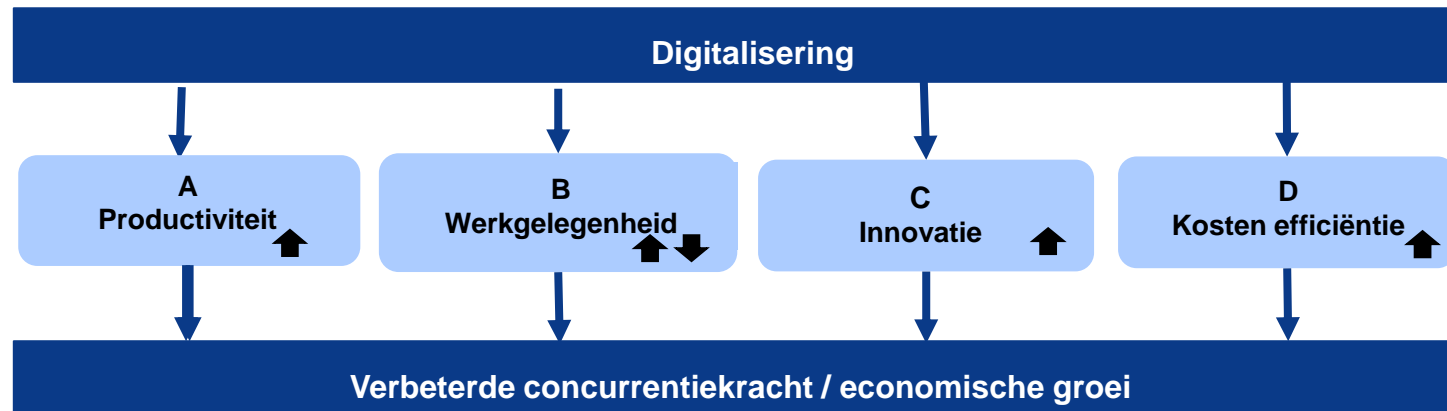 Digitalisering
A
Productiviteit
B
Werkgelegenheid
C
Innovatie
D
Kosten efficiëntie
Verbeterde concurrentiekracht / economische groei